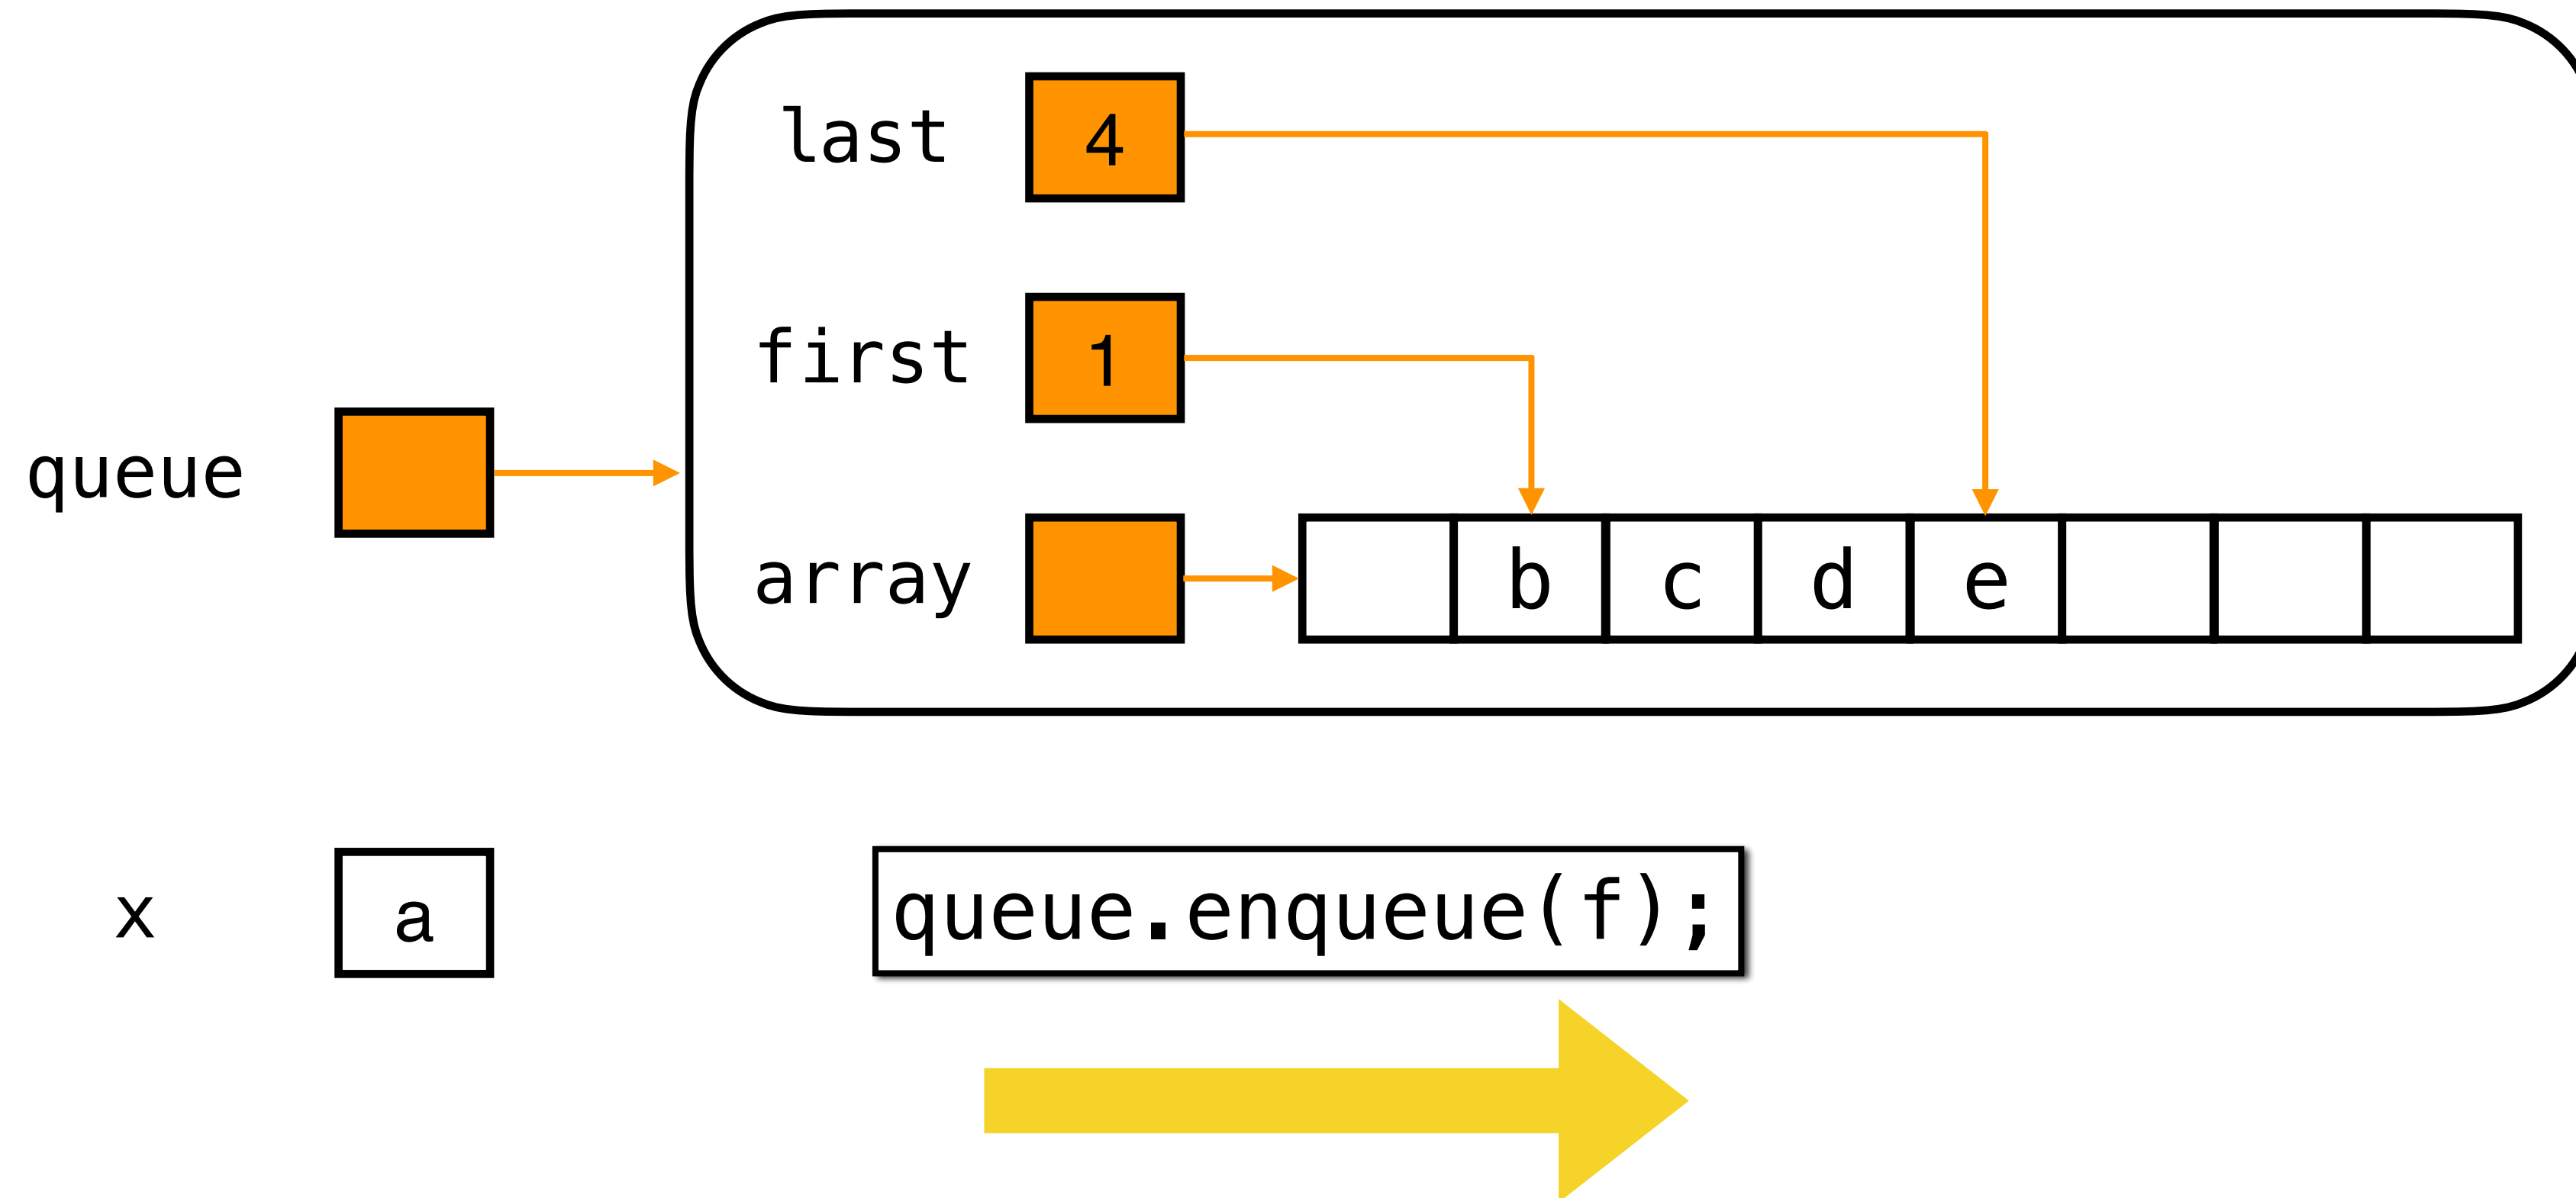 last 4
first 1
queue
array b c d e
x a queue.enqueue(f);